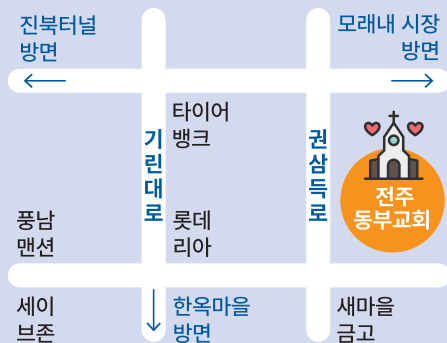 진북터널
방면
모래내 시장
방면
타이어
뱅크
기린대로
권삼득로
전주
동부교회
풍남
맨션
롯데
리아
세이
브존
한옥마을
방면
새마을
금고